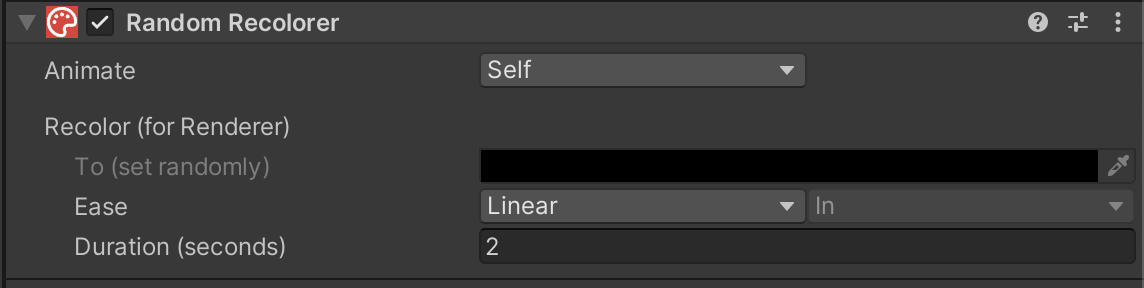 Random Recolorer
Animate Self
Recolor (for Renderer)
To (set randomly)
Ease Linear In
Duration (seconds) 2